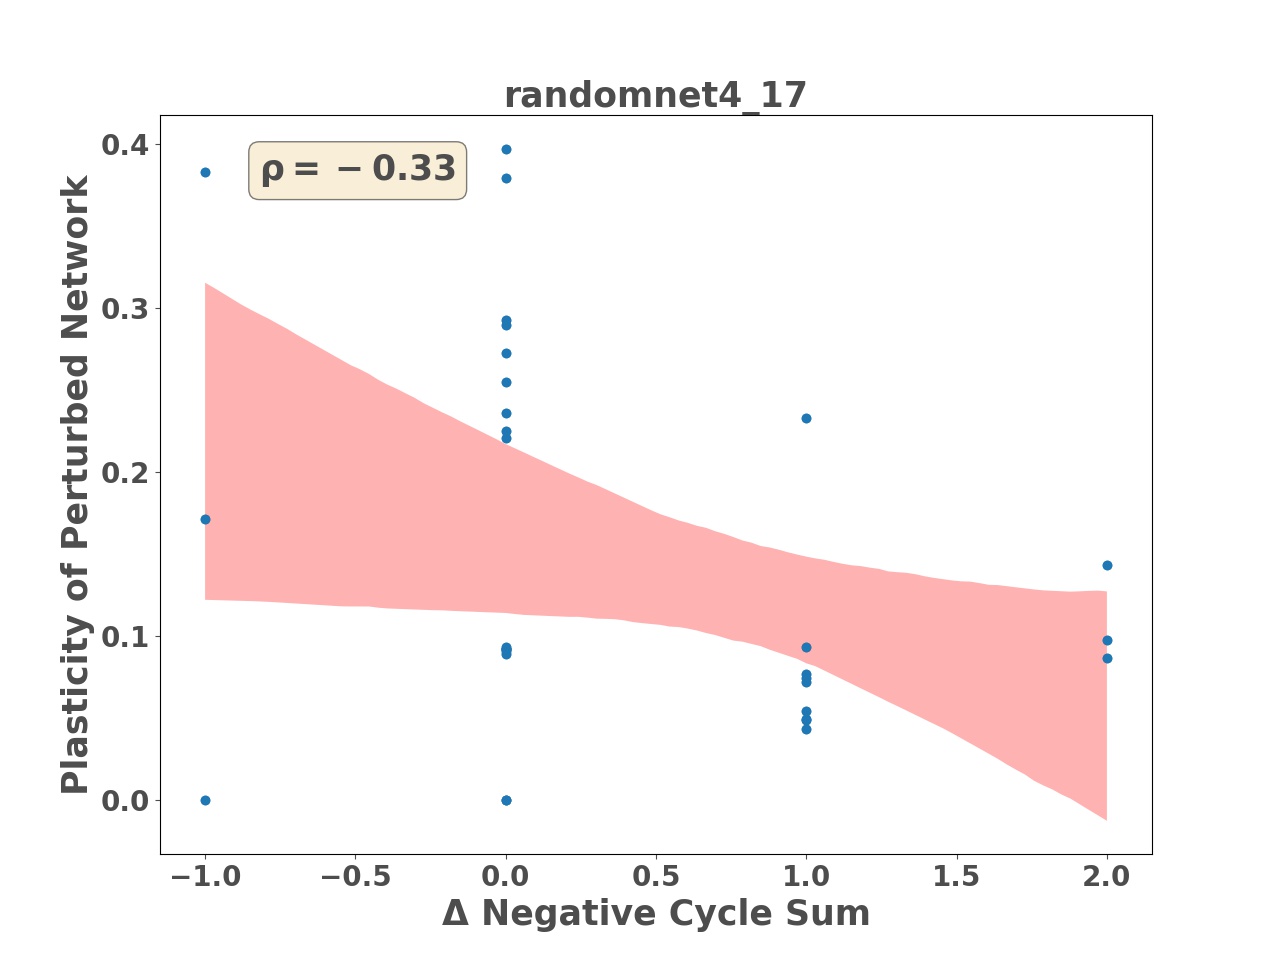 randomnet4_17
ρ = − 0.33
Plasticity of Perturbed Network
0.4
0.3
0.2
0.1
0.0
−1.0 −0.5 0.0 0.5 1.0 1.5 2.0
Δ Negative Cycle Sum